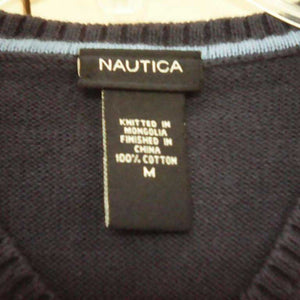 NAUTICA
KNITTED IN
MONGOLIA
FINISHED IN
CHINA
100% COTTON
M